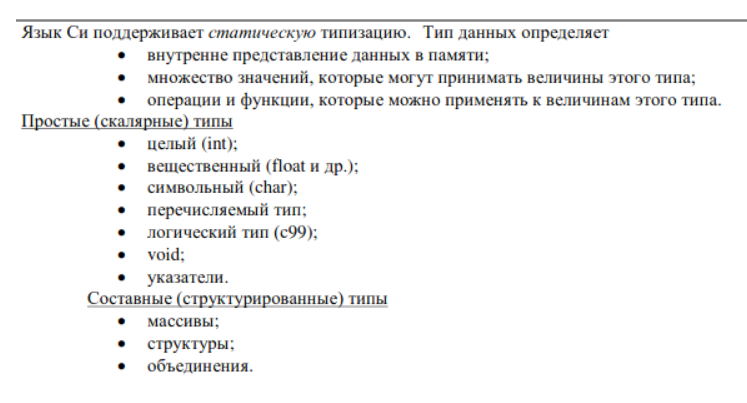 Язык Си поддерживает статическую типизацию. Тип данных определяет
• внутренне представление данных в памяти;
• множество значений, которые могут принимать величины этого типа;
• операции и функции, которые можно применять к величинам этого типа.
Простые (скалярные) типы
• целый (int);
• вещественный (float и др.);
• символьный (char);
• перечисляемый тип;
• логический тип (c99);
• void;
• указатели.
Составные (структурированные) типы
• массивы;
• структуры;
• объединения.